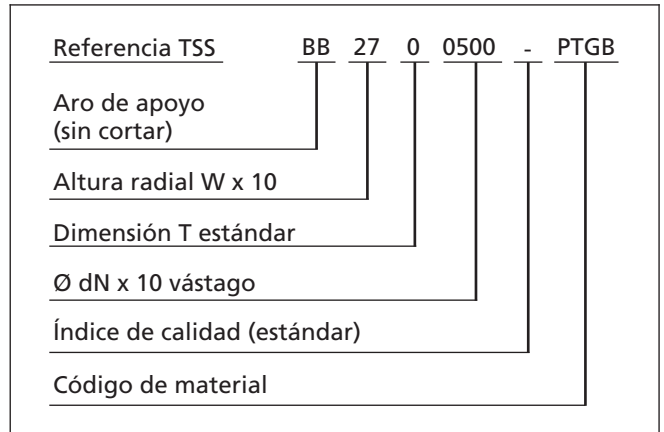 Referencia TSS BB 27 0 0500 - PTGB
Aro de apoyo
(sin cortar)
Altura radial W x 10
Dimensión T estándar
Ø dN x 10 vástago
Índice de calidad (estándar)
Código de material